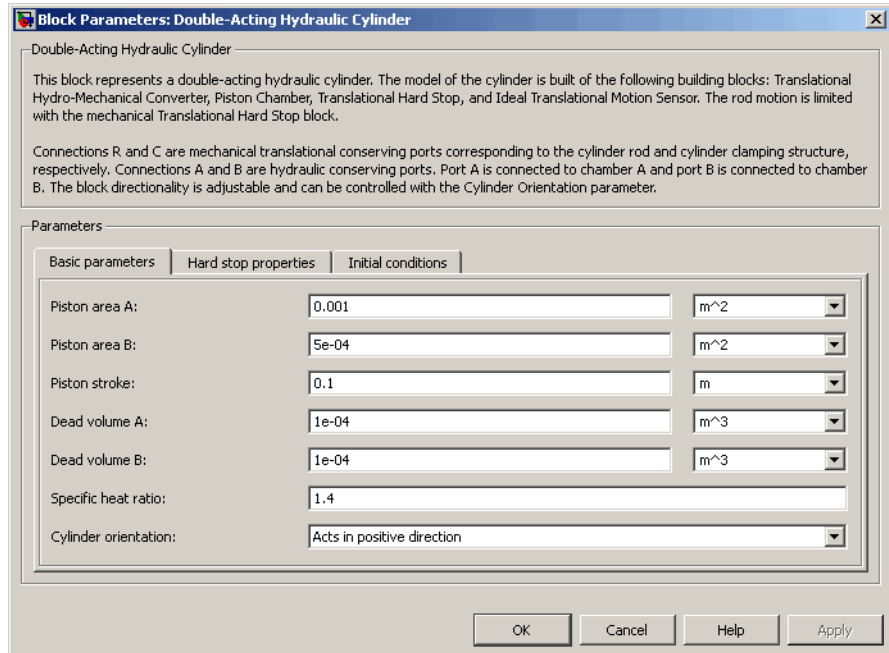 Block Parameters: Double-Acting Hydraulic Cylinder
Double-Acting Hydraulic Cylinder
This block represents a double-acting hydraulic cylinder. The model of the cylinder is built of the following building blocks: Translational
Hydro-Mechanical Converter, Piston Chamber, Translational Hard Stop, and Ideal Translational Motion Sensor. The rod motion is limited
with the mechanical Translational Hard Stop block.
Connections R and C are mechanical translational conserving ports corresponding to the cylinder rod and cylinder clamping structure,
respectively. Connections A and B are hydraulic conserving ports. Port A is connected to chamber A and port B is connected to chamber
B. The block directionality is adjustable and can be controlled with the Cylinder Orientation parameter.
Parameters
Basic parameters Hard stop properties Initial conditions
Piston area A: 0.001 m^2
Piston area B: 5e-04 m^2
Piston stroke: 0.1 m
Dead volume A: 1e-04 m^3
Dead volume B: 1e-04 m^3
Specific heat ratio: 1.4
Cylinder orientation: Acts in positive direction
OK Cancel Help Apply